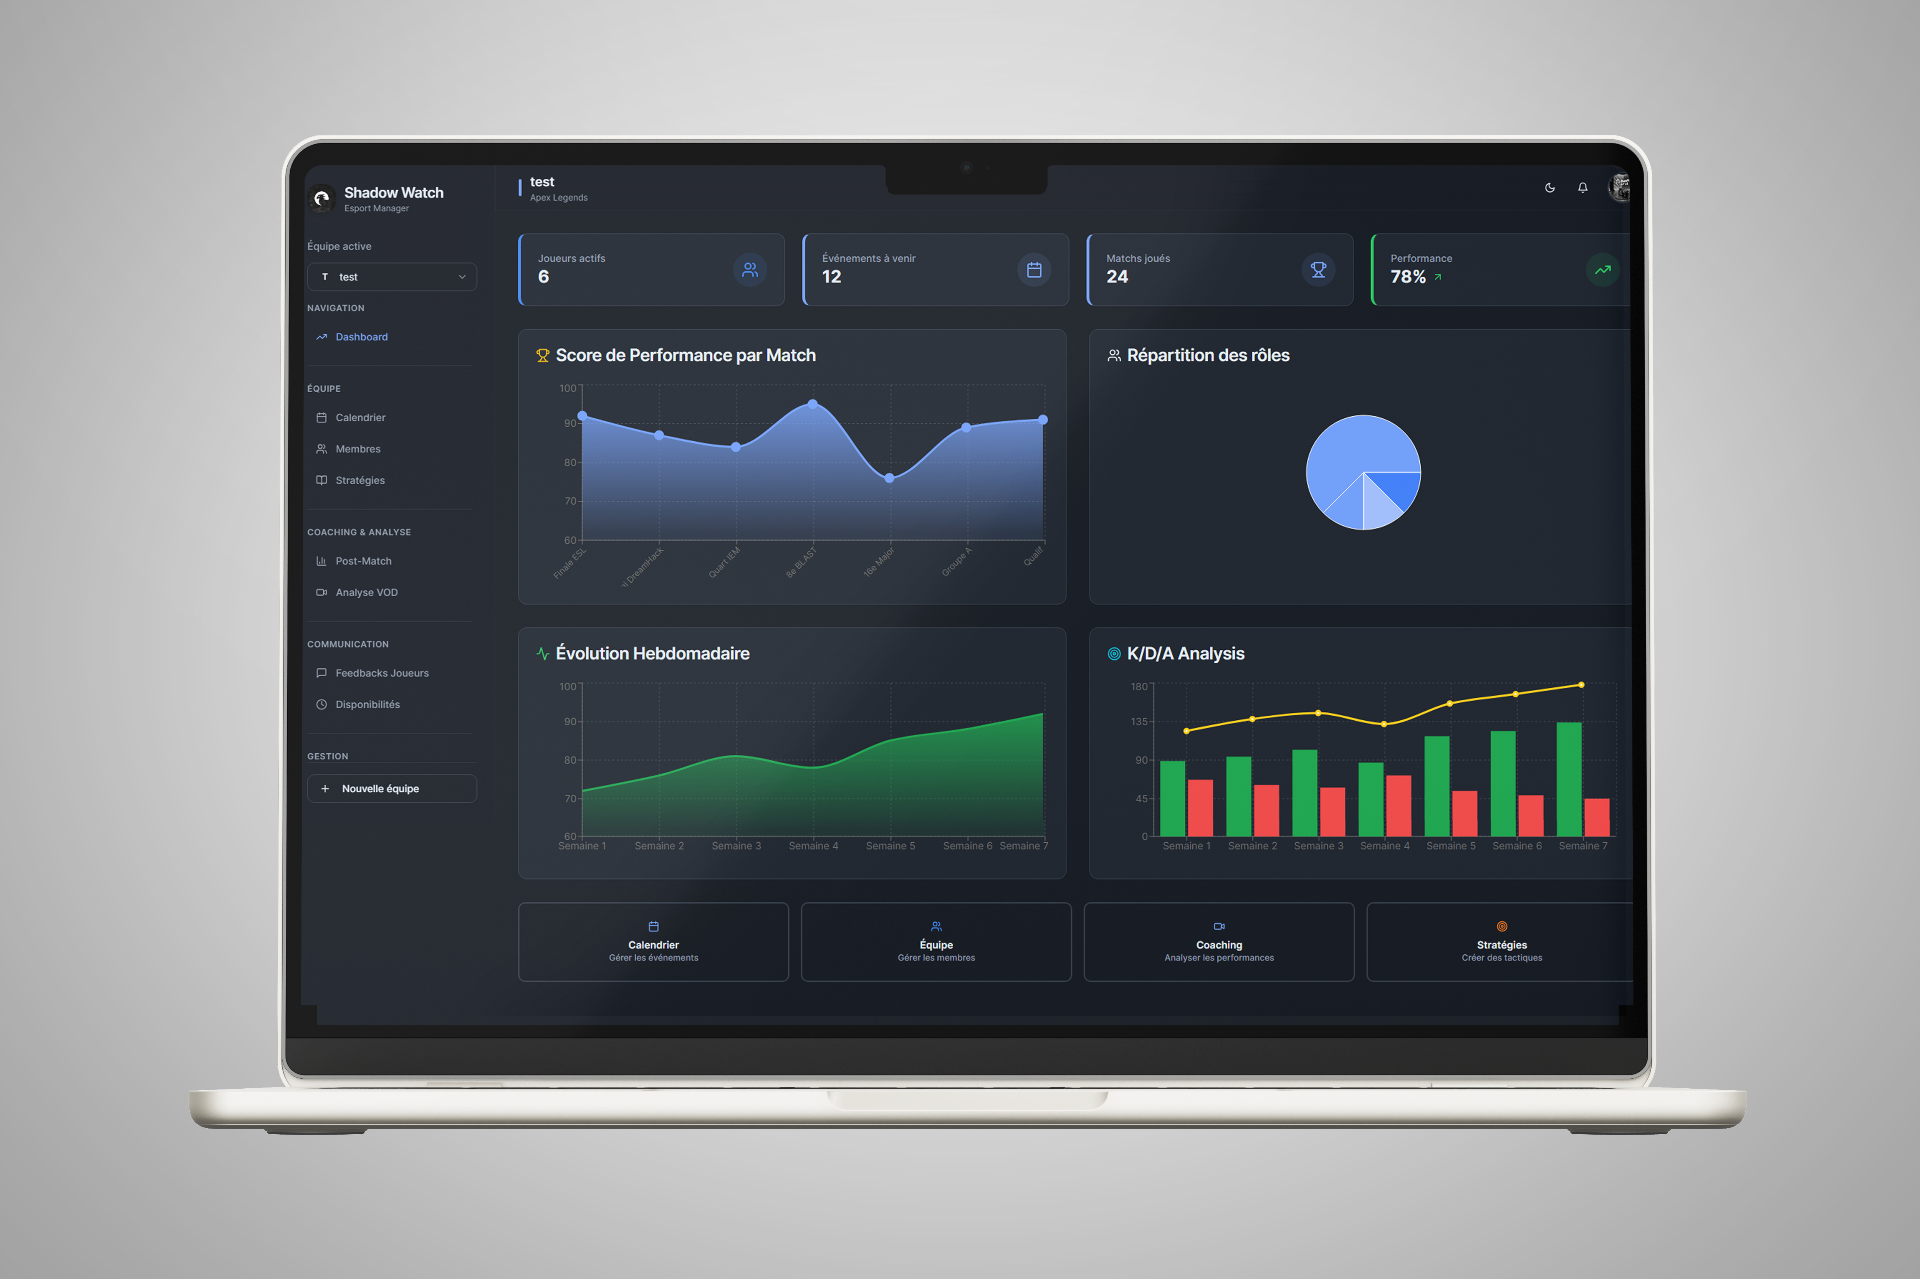 Shadow Watch
Esport Manager
Équipe active
T test
NAVIGATION
Dashboard
ÉQUIPE
Calendrier
Membres
Stratégies
COACHING & ANALYSE
Post-Match
Analyse VOD
COMMUNICATION
Feedbacks Joueurs
Disponibilités
GESTION
+ Nouvelle équipe
test
Apex Legends
Joueurs actifs
6
Événements à venir
12
Matchs joués
24
Performance
78%
Score de Performance par Match
100
90
80
70
60
Finale ESL
DreamHack
Quart IEM
8e BLAST
16e Major
Groupe A
Qualif
Répartition des rôles
Évolution Hebdomadaire
100
90
80
70
60
Semaine 1 Semaine 2 Semaine 3 Semaine 4 Semaine 5 Semaine 6 Semaine 7
K/D/A Analysis
180
135
90
45
0
Semaine 1 Semaine 2 Semaine 3 Semaine 4 Semaine 5 Semaine 6 Semaine 7
Calendrier
Gérer les événements
Équipe
Gérer les membres
Coaching
Analyser les performances
Stratégies
Créer des tactiques